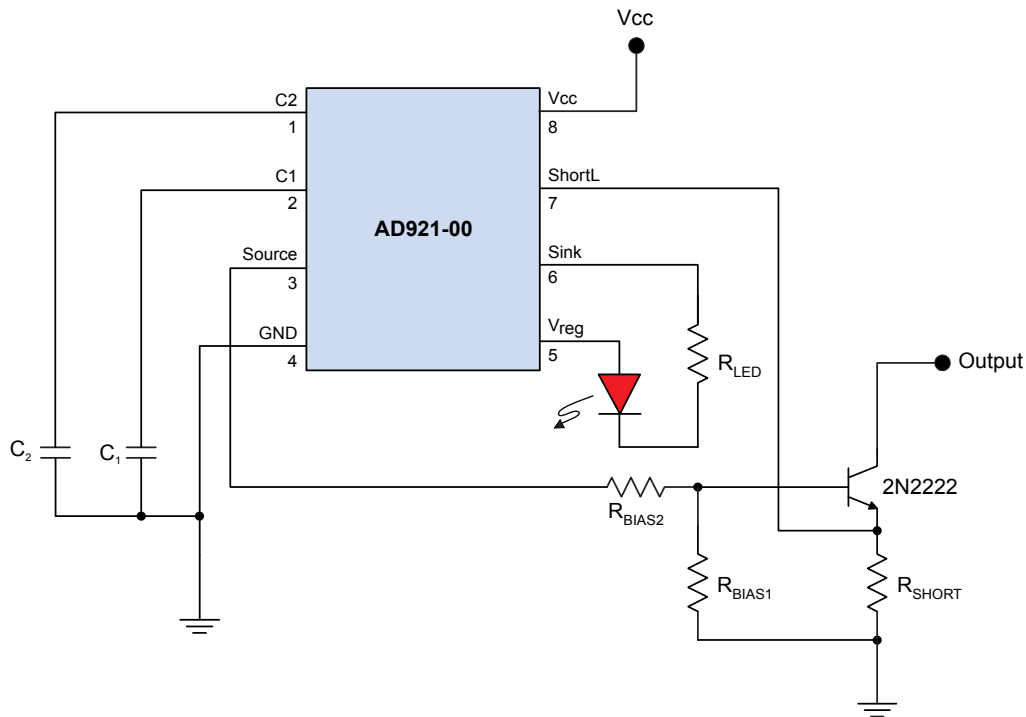 Vcc
C2
1
Vcc
8
C1
2
ShortL
7
AD921-00
Source
3
Sink
6
GND
4
Vreg
5
RLED
Output
C2
C1
2N2222
RBIAS2
RBIAS1
RSHORT